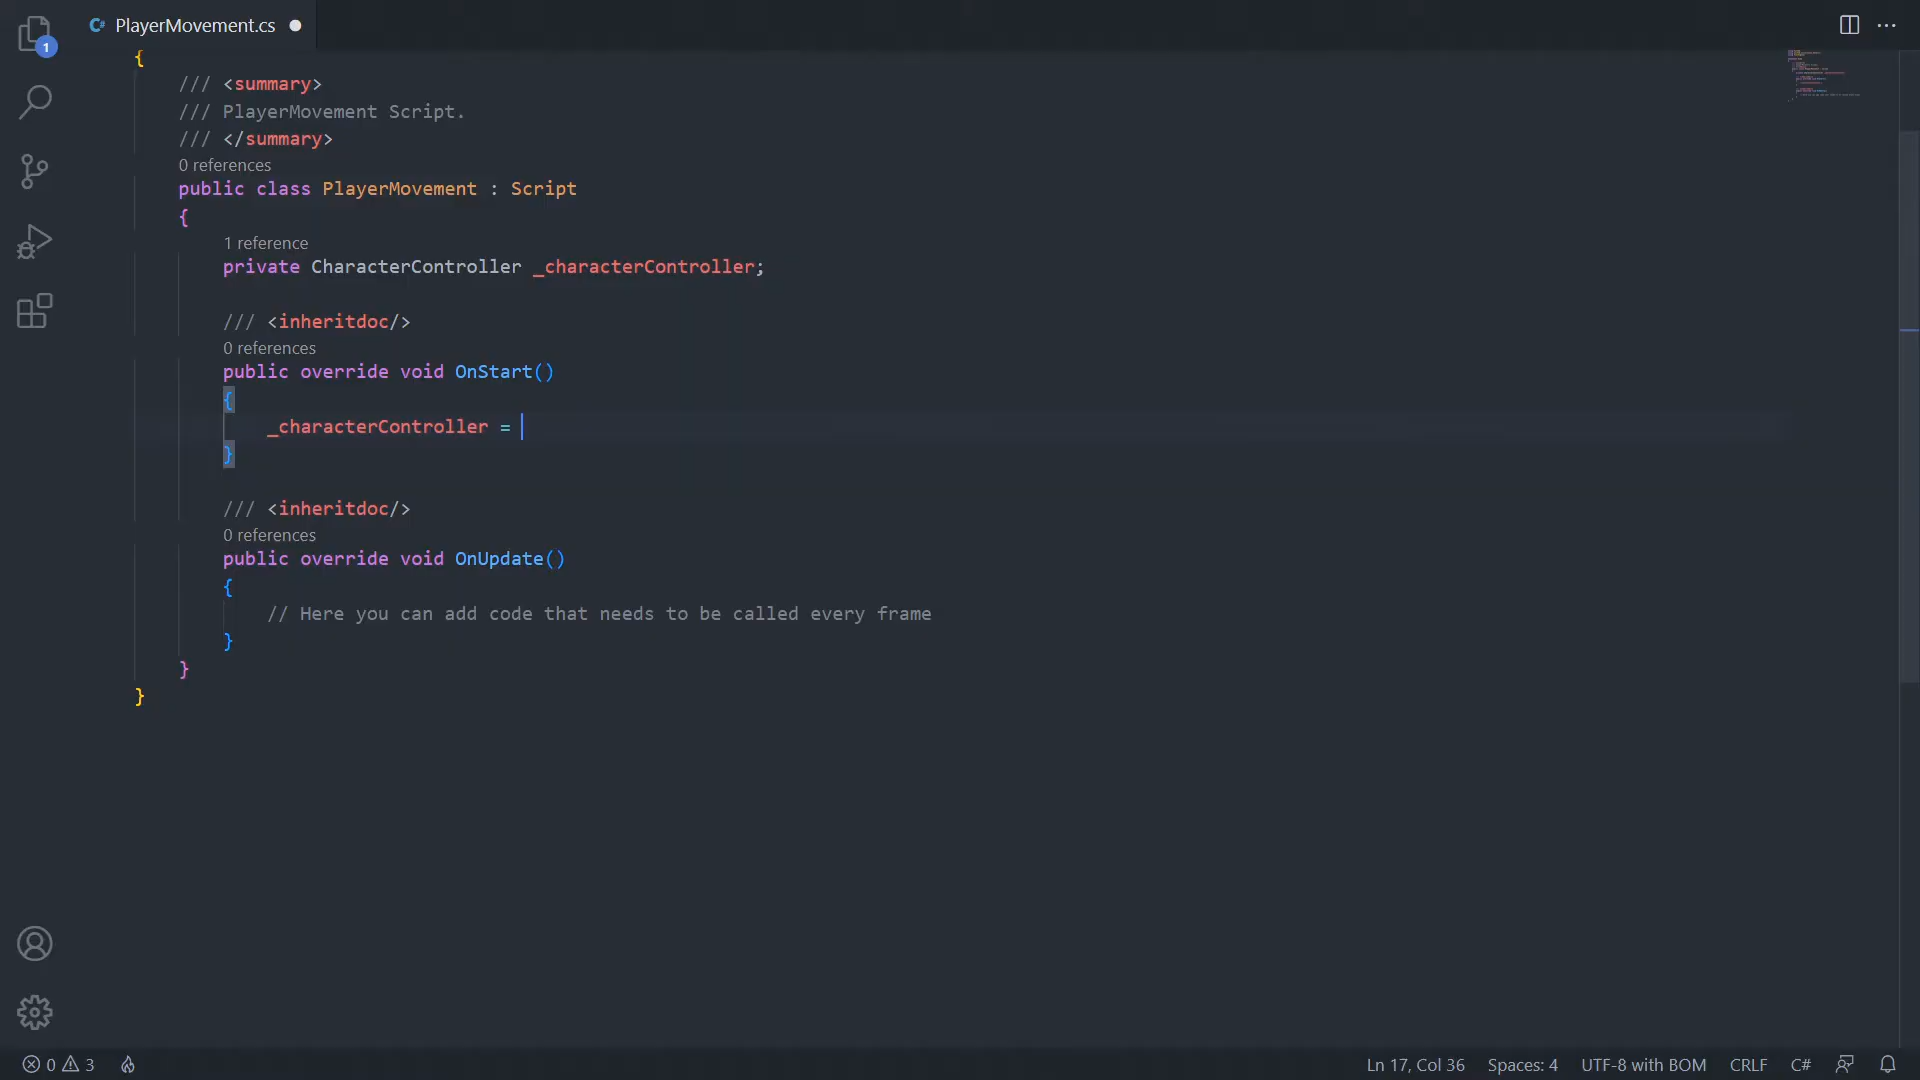 1
C# PlayerMovement.cs
{
/// <summary>
/// PlayerMovement Script.
/// </summary>
0 references
public class PlayerMovement : Script
{
1 reference
private CharacterController _characterController;
/// <inheritdoc/>
0 references
public override void OnStart()
{
_characterController =
}
/// <inheritdoc/>
0 references
public override void OnUpdate()
{
// Here you can add code that needs to be called every frame
}
}
}
0 3 Ln 17, Col 36 Spaces: 4 UTF-8 with BOM CRLF C#